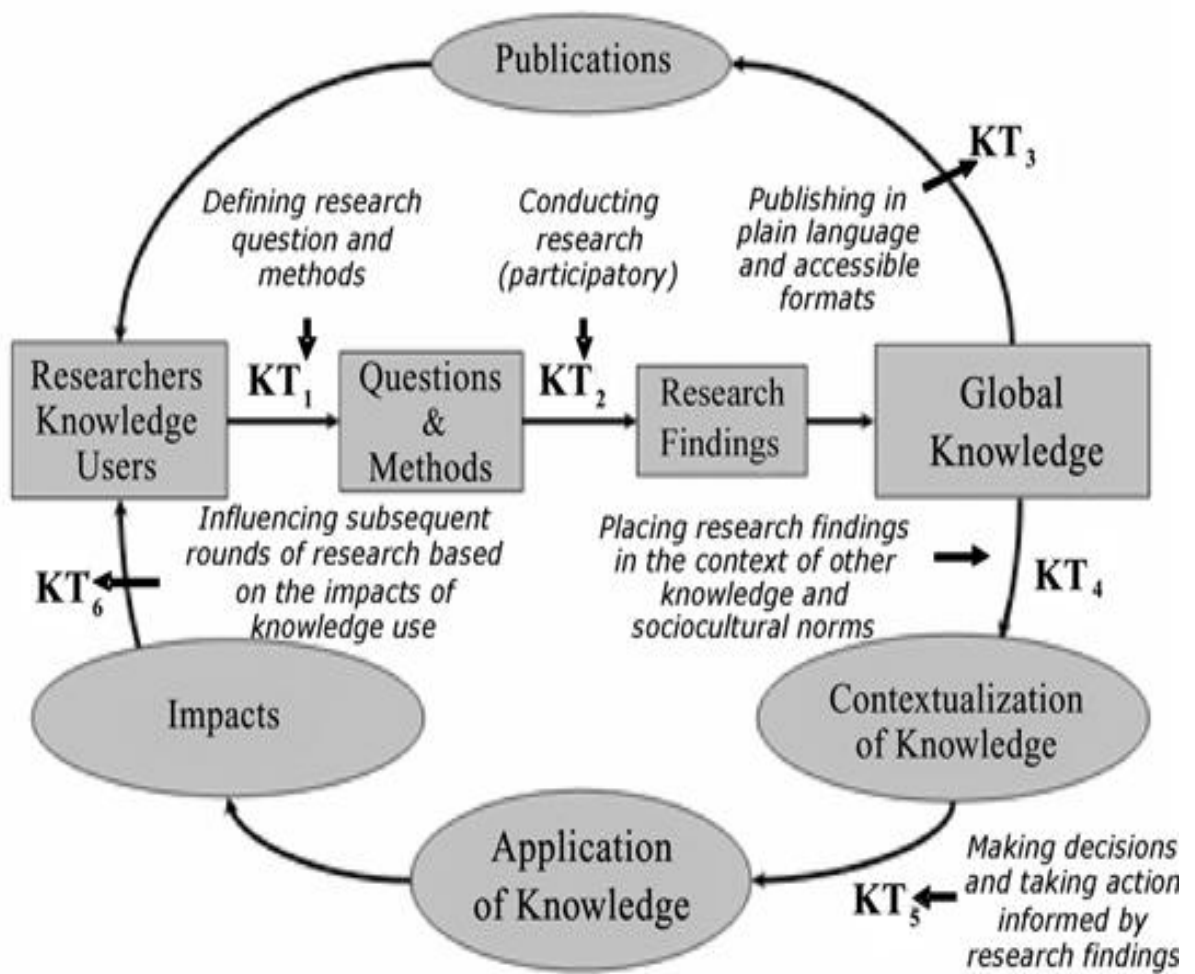 Publications
KT3
Defining research
question and
methods
Conducting
research
(participatory)
Publishing in
plain language
and accessible
formats
Researchers
Knowledge
Users
KT1
Questions
&
Methods
KT2
Research
Findings
Global
Knowledge
Influencing subsequent
rounds of research based
on the impacts of
knowledge use
KT6
Placing research findings
in the context of other
knowledge and
sociocultural norms
KT4
Impacts
Contextualization
of Knowledge
Application
of Knowledge
KT5
Making decisions
and taking action
informed by
research findings